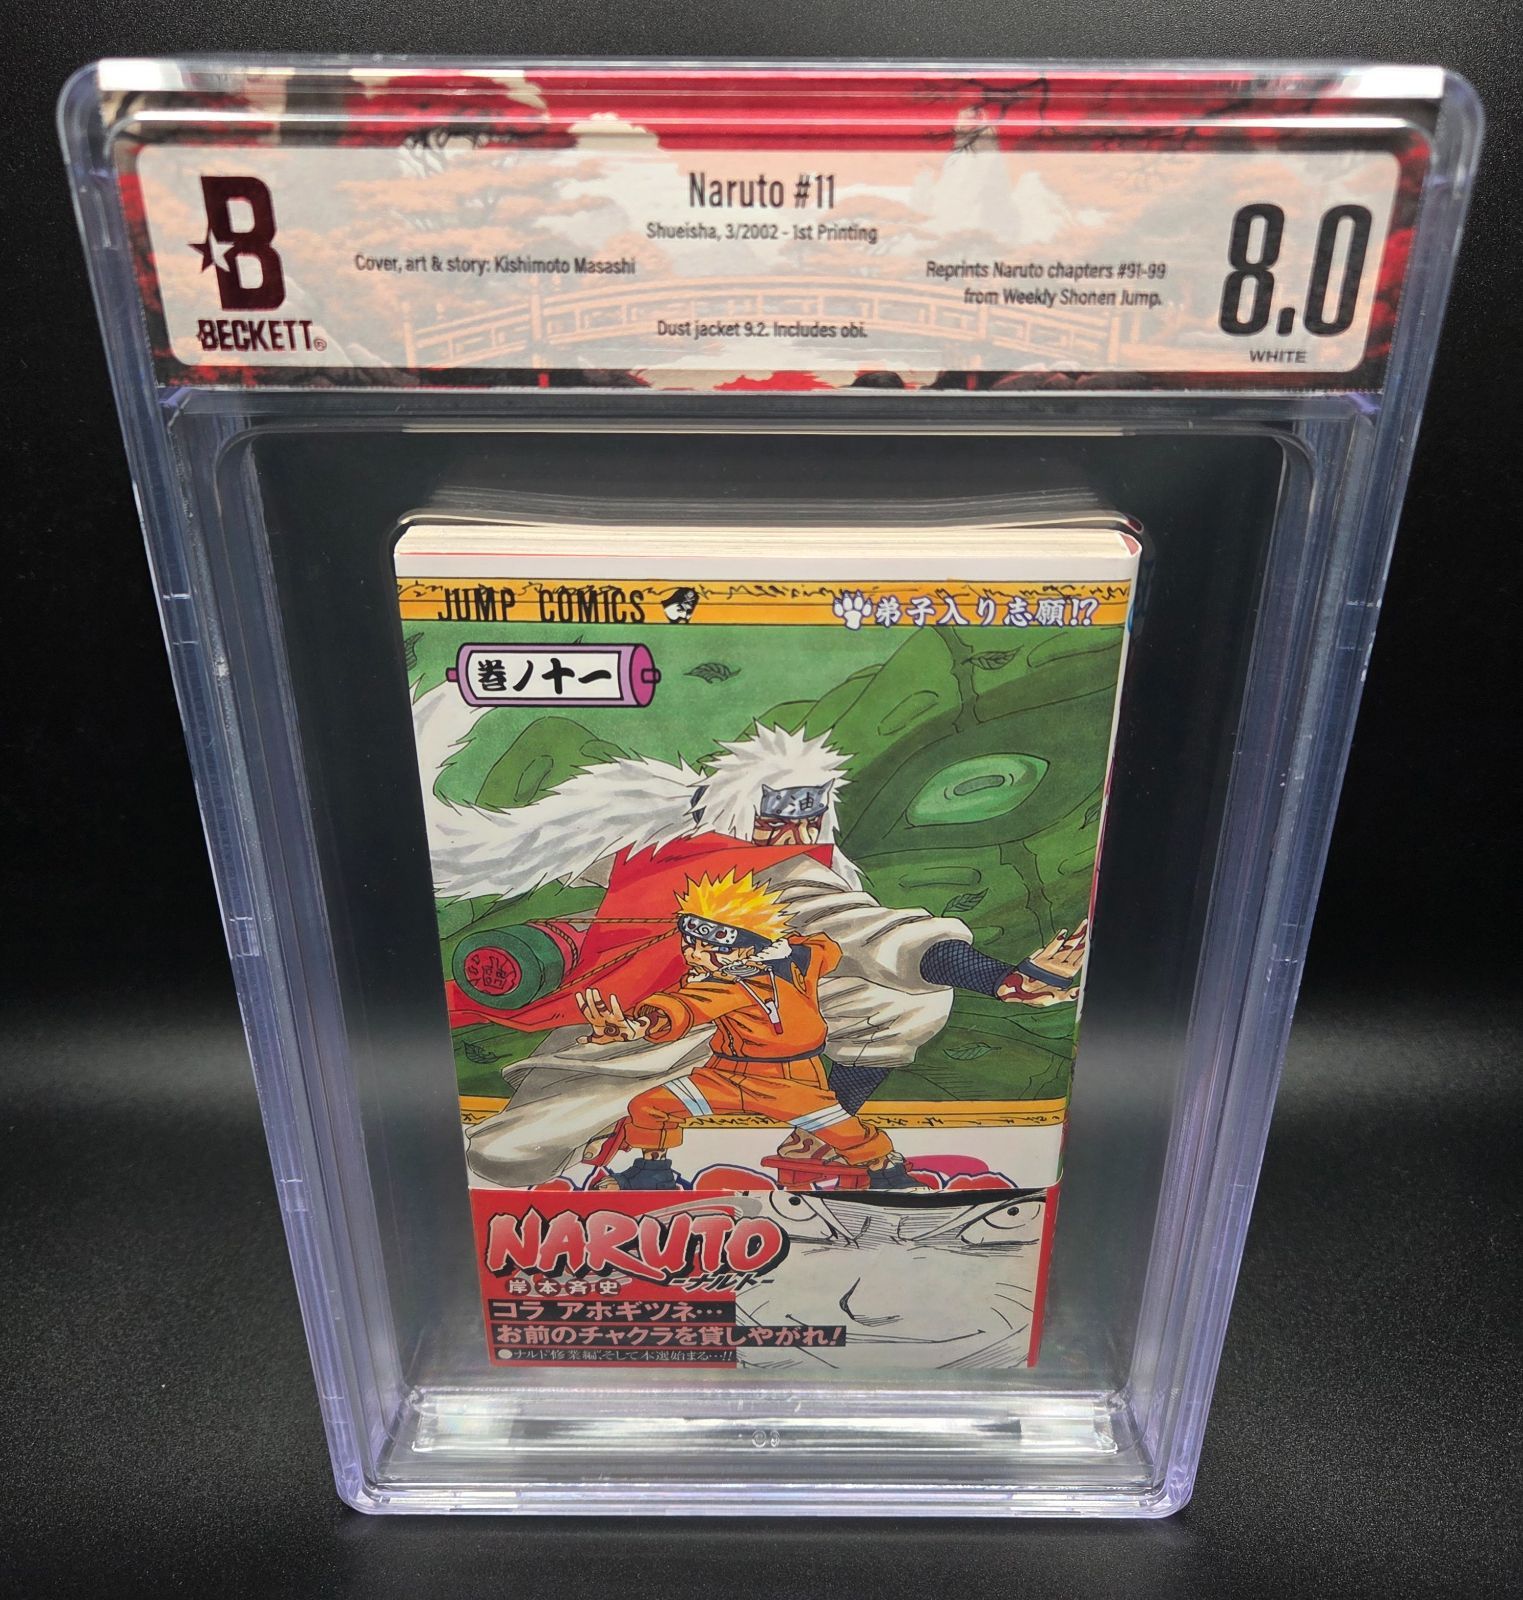 Naruto #11
Shueisha, 3/2002 - 1st Printing
Cover, art & story: Kishimoto Masashi
Reprints Naruto chapters #91-99
from Weekly Shonen Jump.
Dust jacket 9.2. Includes obi.
B
BECKETT®
8.0
WHITE
JUMP COMICS
弟子入り志願!?
巻ノ十一
油
NARUTO
-ナルト-
岸本斉史
コラ アホギツネ…
お前のチャクラを貸しやがれ!
●ナルト修業編、そして本選始まる…!!